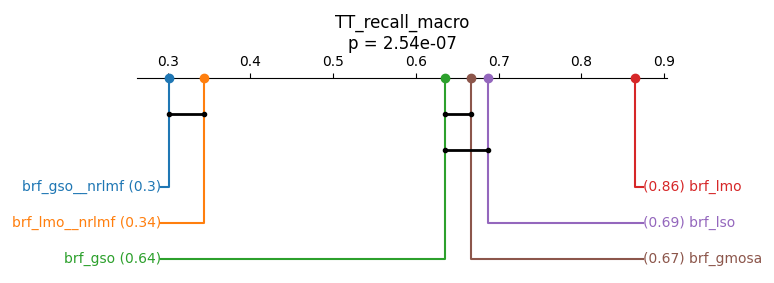 TT_recall_macro
p = 2.54e-07
0.3 0.4 0.5 0.6 0.7 0.8 0.9
brf_gso__nrlmf (0.3) (0.86) brf_lmo
brf_lmo__nrlmf (0.34) (0.69) brf_lso
brf_gso (0.64) (0.67) brf_gmosa